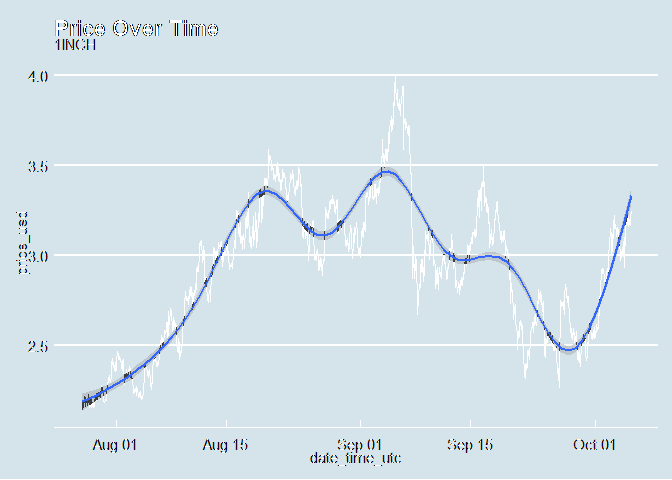 Price Over Time
1INCH
4.0
3.5
3.0
2.5
Aug 01 Aug 15 Sep 01 Sep 15 Oct 01
date_time_utc